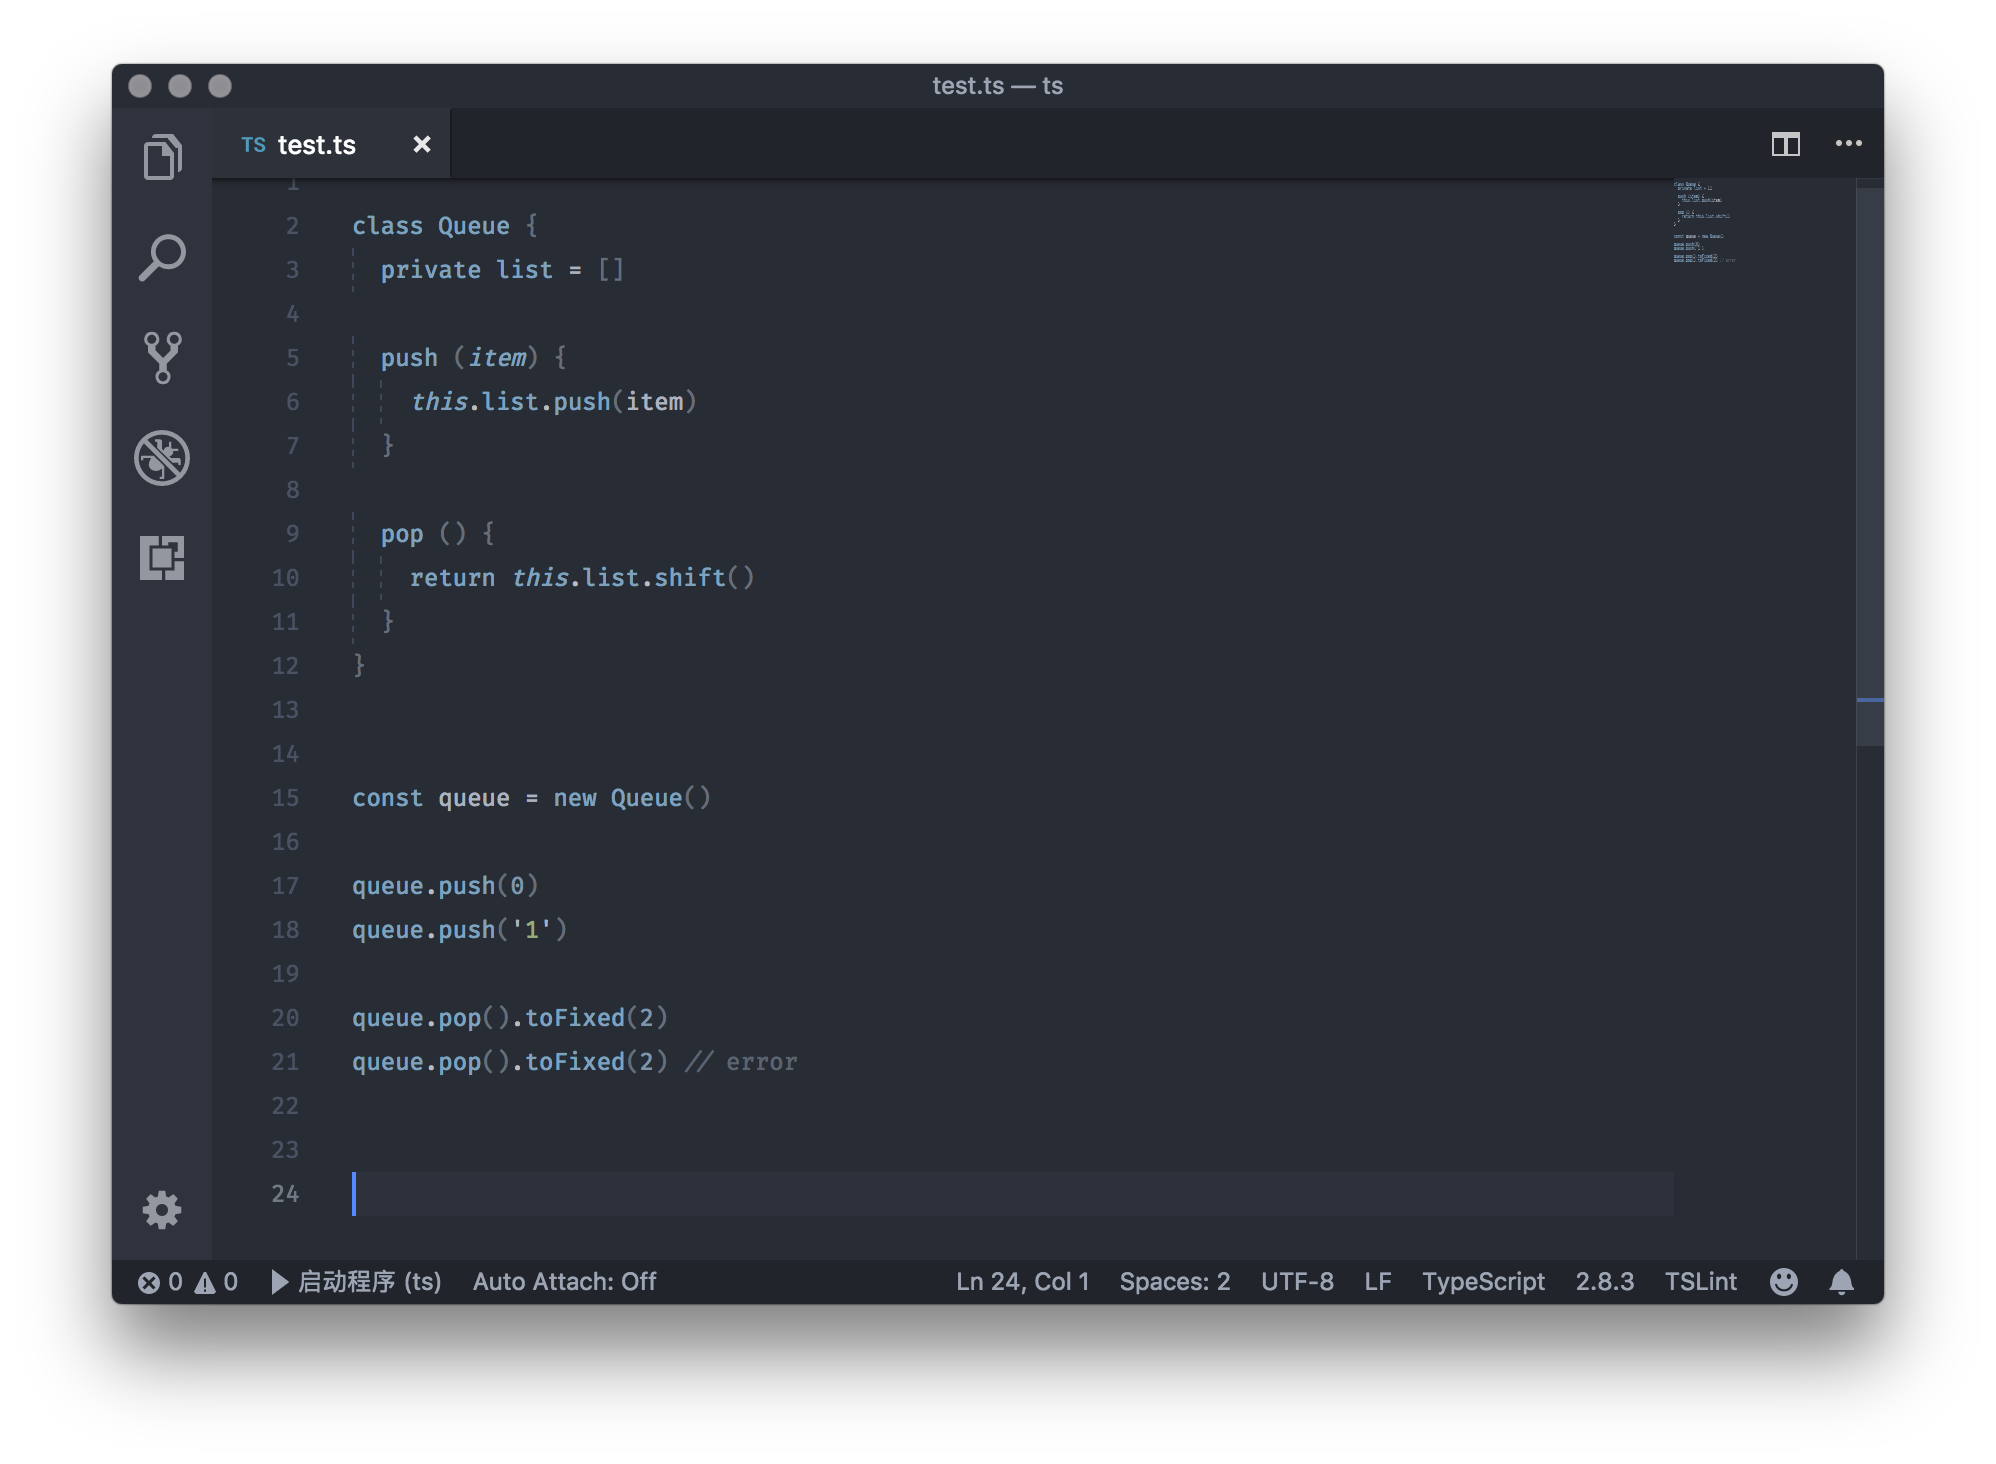 test.ts — ts
TS test.ts
1
2 class Queue {
3 private list = []
4
5 push (item) {
6 this.list.push(item)
7 }
8
9 pop () {
10 return this.list.shift()
11 }
12 }
13
14
15 const queue = new Queue()
16
17 queue.push(0)
18 queue.push('1')
19
20 queue.pop().toFixed(2)
21 queue.pop().toFixed(2) // error
22
23
24
0 0 启动程序 (ts) Auto Attach: Off Ln 24, Col 1 Spaces: 2 UTF-8 LF TypeScript 2.8.3 TSLint